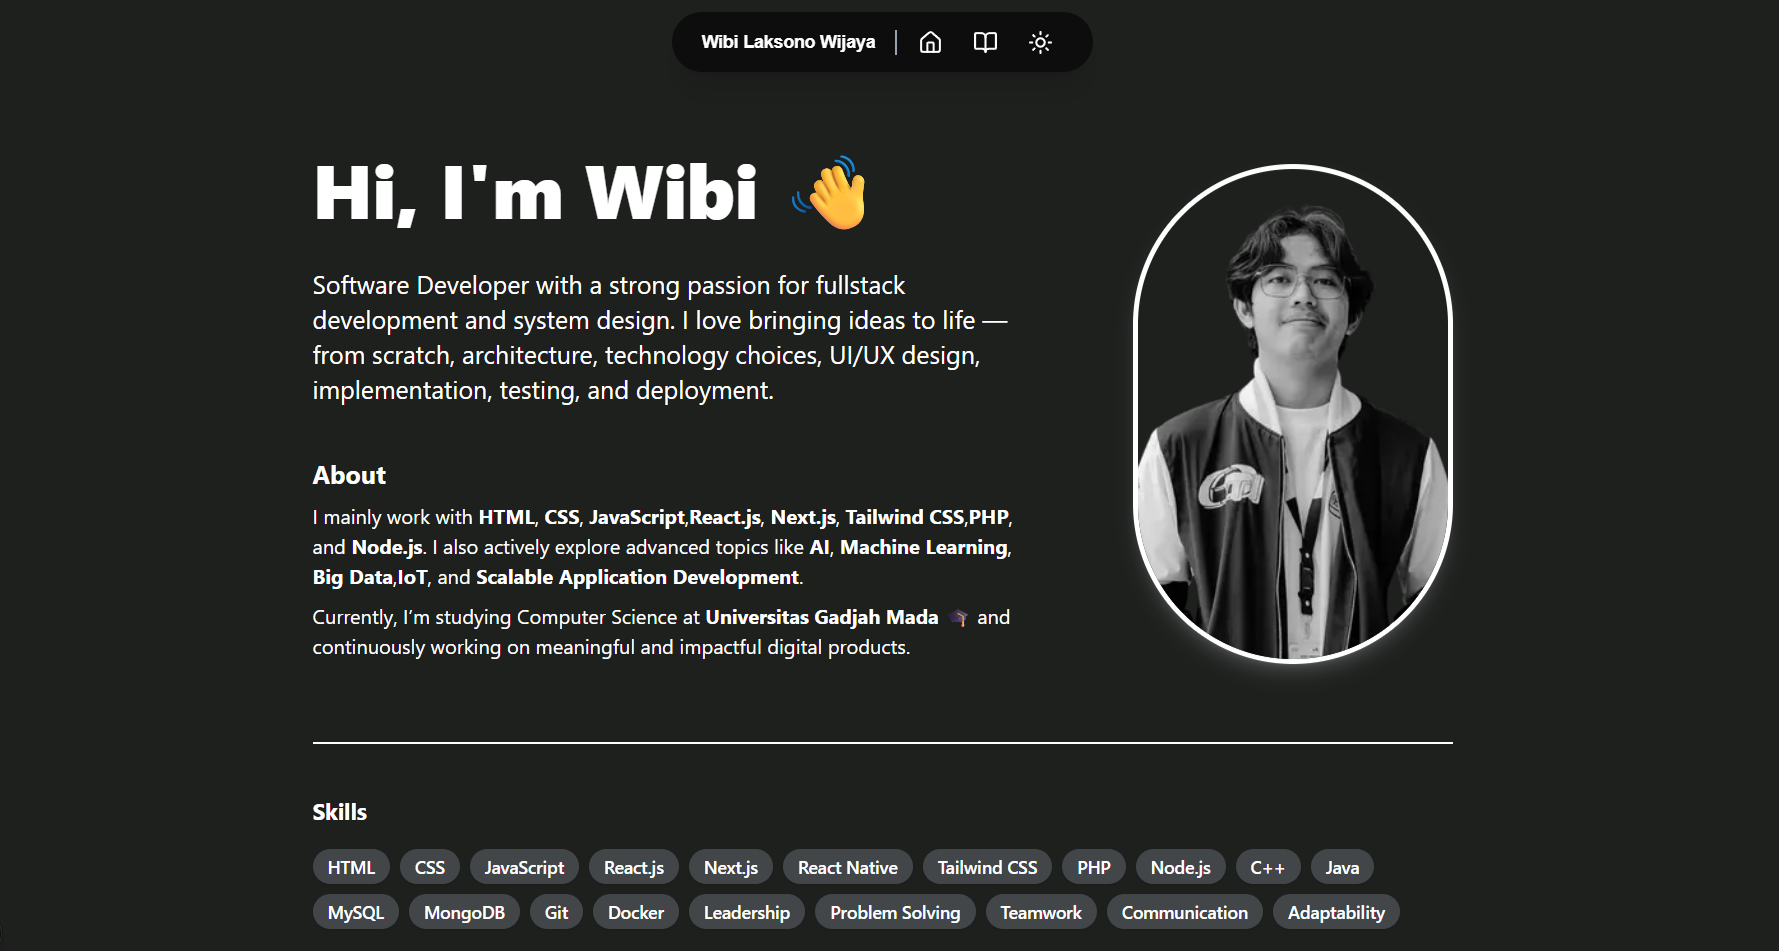 Wibi Laksono Wijaya
Hi, I'm Wibi 👋
Software Developer with a strong passion for fullstack
development and system design. I love bringing ideas to life —
from scratch, architecture, technology choices, UI/UX design,
implementation, testing, and deployment.
About
I mainly work with HTML, CSS, JavaScript,React.js, Next.js, Tailwind CSS,PHP,
and Node.js. I also actively explore advanced topics like AI, Machine Learning,
Big Data,IoT, and Scalable Application Development.
Currently, I’m studying Computer Science at Universitas Gadjah Mada 🎓 and
continuously working on meaningful and impactful digital products.
Skills
HTML CSS JavaScript React.js Next.js React Native Tailwind CSS PHP Node.js C++ Java
MySQL MongoDB Git Docker Leadership Problem Solving Teamwork Communication Adaptability